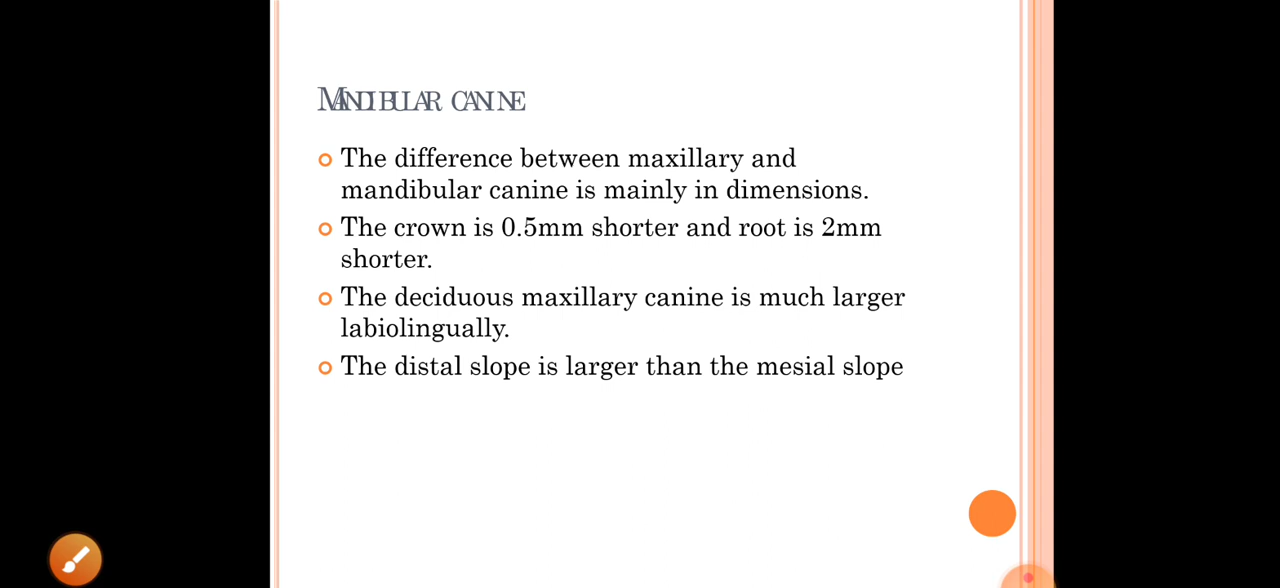 MANDIBULAR CANINE
The difference between maxillary and
mandibular canine is mainly in dimensions.
The crown is 0.5mm shorter and root is 2mm
shorter.
The deciduous maxillary canine is much larger
labiolingually.
The distal slope is larger than the mesial slope